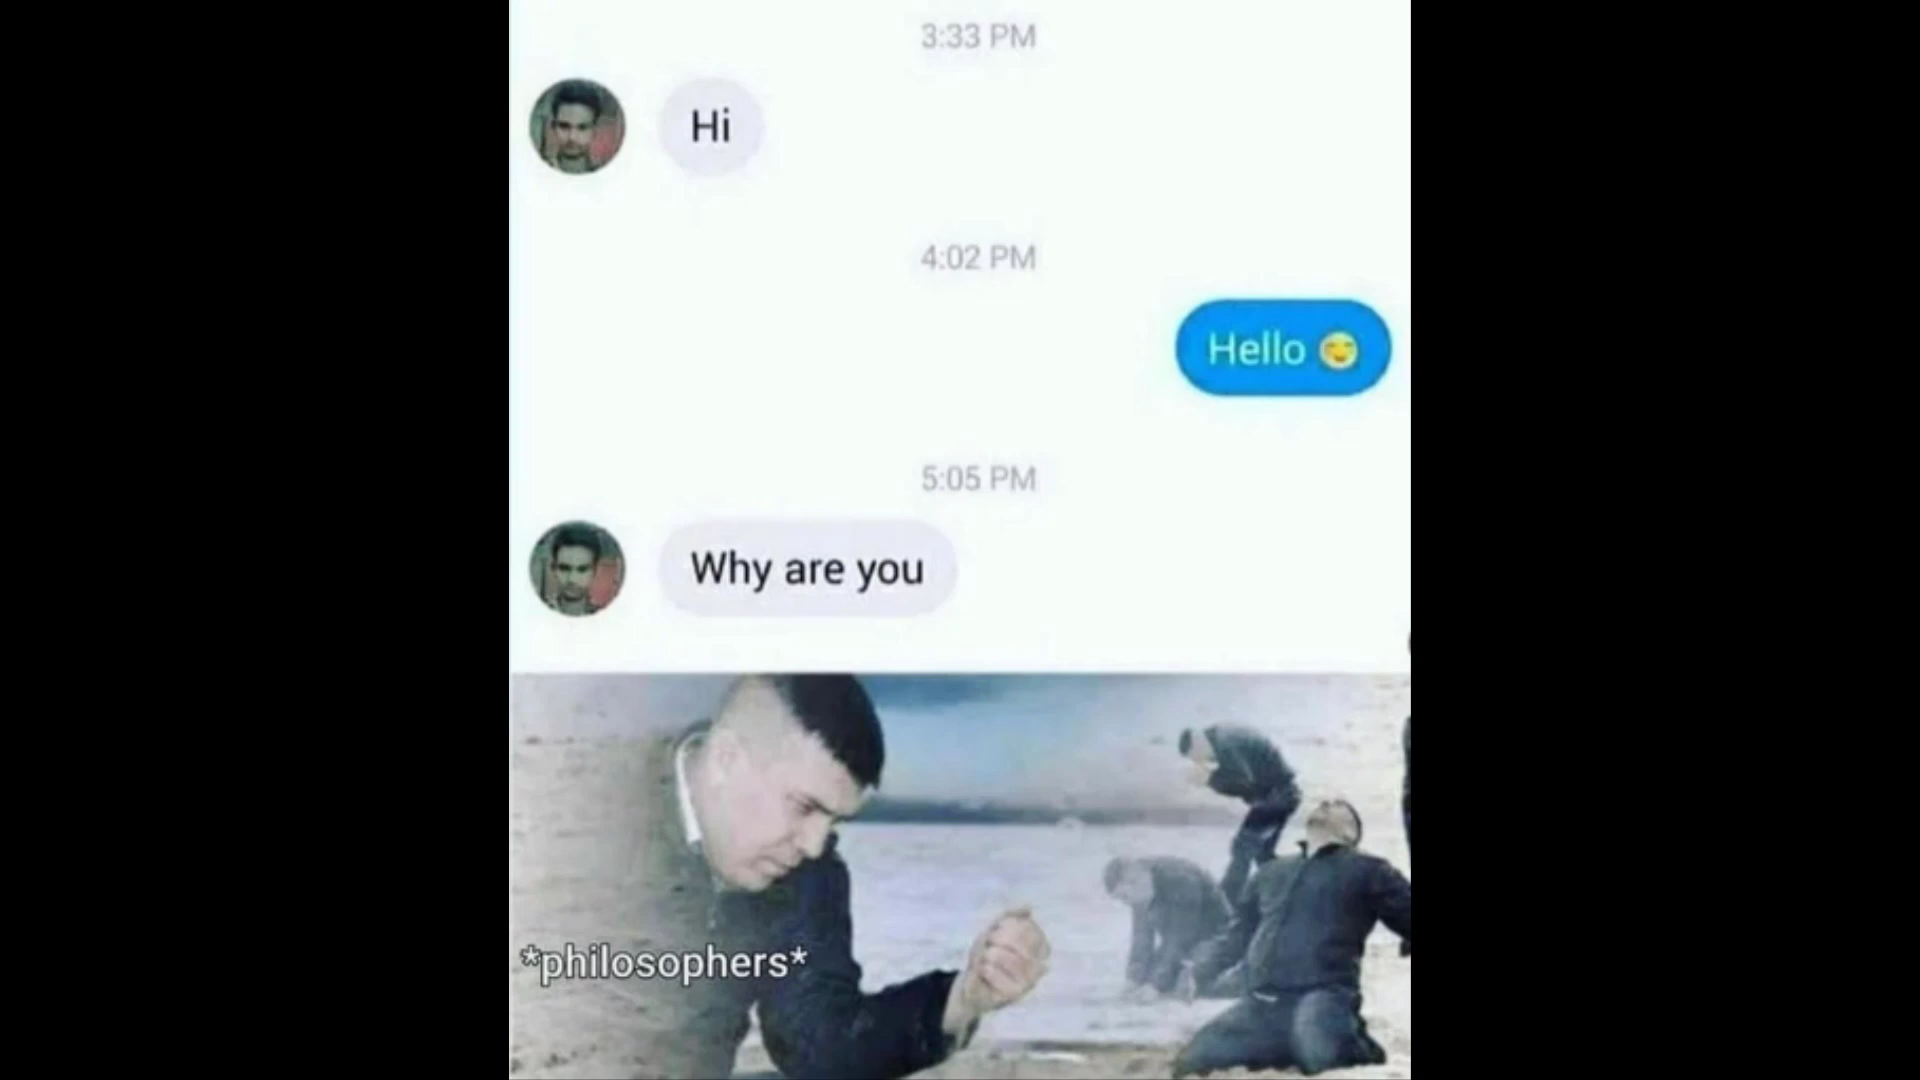 3:33 PM
Hi
4:02 PM
Hello 😊
5:05 PM
Why are you
*philosophers*